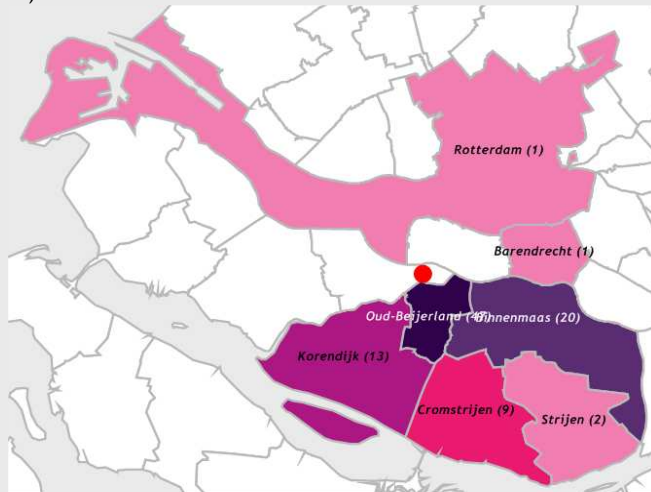 Rotterdam (1)
Barendrecht (1)
Oud-Beijerland
Binnenmaas (20)
Korendijk (13)
Cromstrijen (9)
Strijen (2)